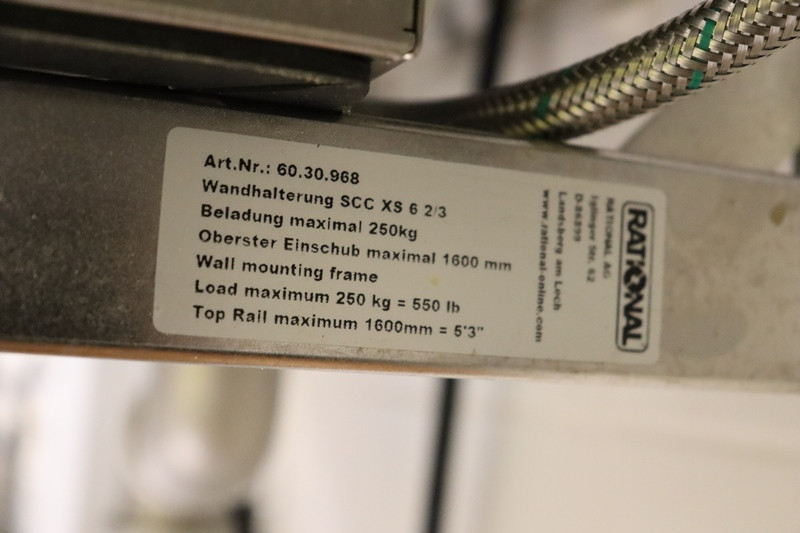 Art.Nr.: 60.30.968
Wandhalterung SCC XS 6 2/3
Beladung maximal 250kg
Oberster Einschub maximal 1600 mm
Wall mounting frame
Load maximum 250 kg = 550 lb
Top Rail maximum 1600mm = 5'3"
RATIONAL
RATIONAL AG
Iglinger Str. 62
D-86899
Landsberg am Lech
www.rational-online.com